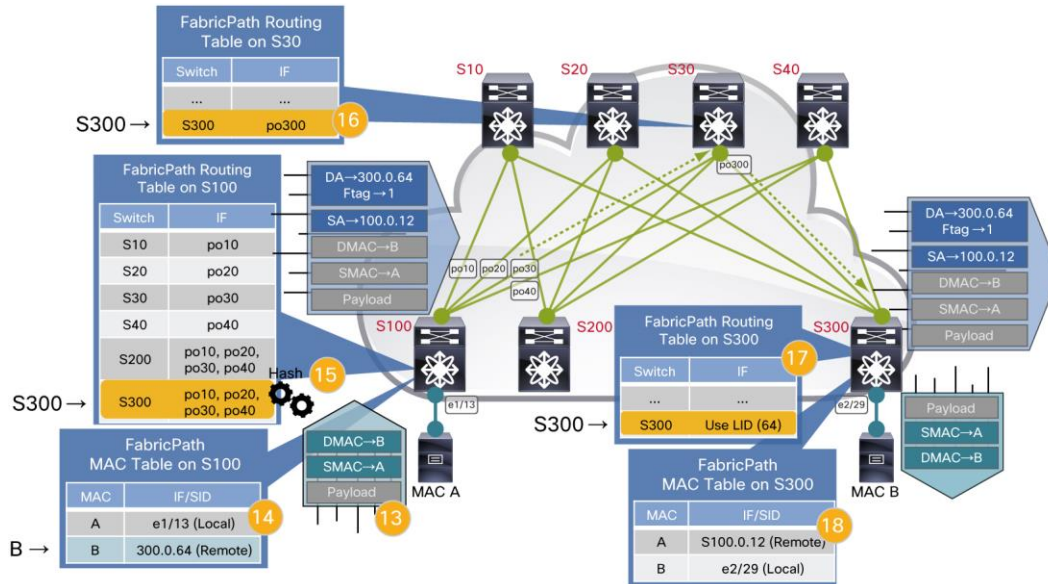 FabricPath Routing
Table on S30
Switch IF
... ...
S300 → S300 po300 16
S10 S20 S30 S40
po300
FabricPath Routing
Table on S100
Switch IF
S10 po10
S20 po20
S30 po30
S40 po40
S200 po10, po20,
po30, po40
Hash 15
S300 → S300 po10, po20,
po30, po40
DA→300.0.64
Ftag→1
SA→100.0.12
DMAC→B
SMAC→A
Payload
po10 po20 po30
po40
S100 S200 S300
e1/13
MAC A
DMAC→B
SMAC→A
Payload
13
FabricPath
MAC Table on S100
MAC IF/SID
14
A e1/13 (Local)
B → B 300.0.64 (Remote)
FabricPath Routing
Table on S300
17
Switch IF
... ...
S300 → S300 Use LID (64)
e2/29
MAC B
DA→300.0.64
Ftag→1
SA→100.0.12
DMAC→B
SMAC→A
Payload
Payload
SMAC→A
DMAC→B
FabricPath
MAC Table on S300
MAC IF/SID
18
A S100.0.12 (Remote)
B e2/29 (Local)